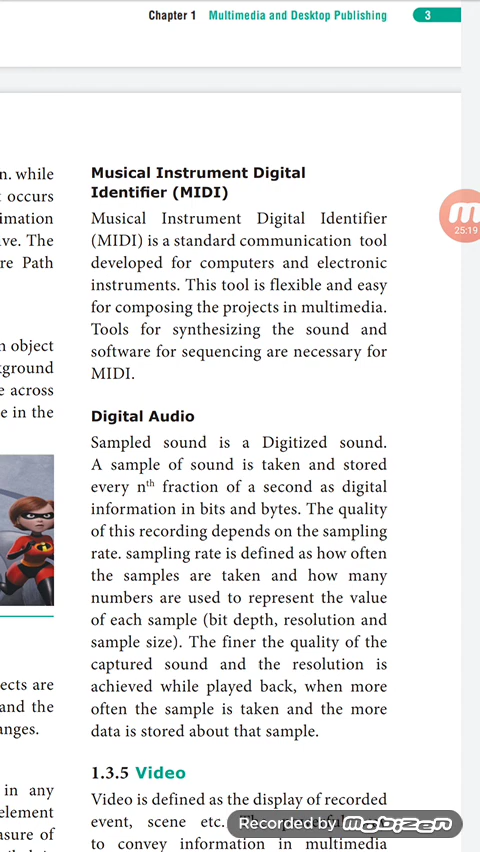 Chapter 1 Multimedia and Desktop Publishing 3
n. while
occurs
imation
ve. The
re Path
n object
kground
e across
e in the
ects are
and the
anges.
in any
element
asure of
Musical Instrument Digital
Identifier (MIDI)
Musical Instrument Digital Identifier
(MIDI) is a standard communication tool
developed for computers and electronic
instruments. This tool is flexible and easy
for composing the projects in multimedia.
Tools for synthesizing the sound and
software for sequencing are necessary for
MIDI.
Digital Audio
Sampled sound is a Digitized sound.
A sample of sound is taken and stored
every nth fraction of a second as digital
information in bits and bytes. The quality
of this recording depends on the sampling
rate. sampling rate is defined as how often
the samples are taken and how many
numbers are used to represent the value
of each sample (bit depth, resolution and
sample size). The finer the quality of the
captured sound and the resolution is
achieved while played back, when more
often the sample is taken and the more
data is stored about that sample.
1.3.5 Video
Video is defined as the display of recorded
event, scene etc.
to convey information in multimedia
25:19
Recorded by mobizen